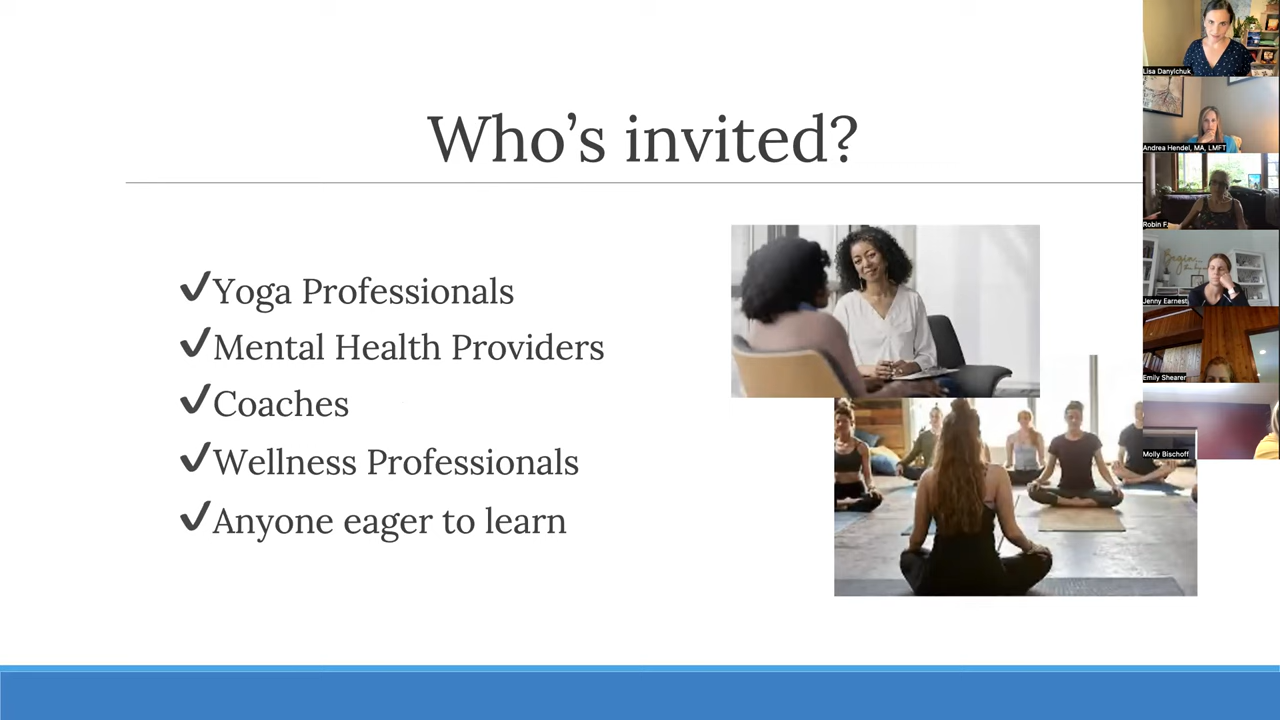 Who's invited?
✔Yoga Professionals
✔Mental Health Providers
✔Coaches
✔Wellness Professionals
✔Anyone eager to learn
Lisa Danylchuk
Andrea Hendel, MA, LMFT
Robin F.
Begin
Jenny Earnest
Emily Shearer
Molly Bischoff